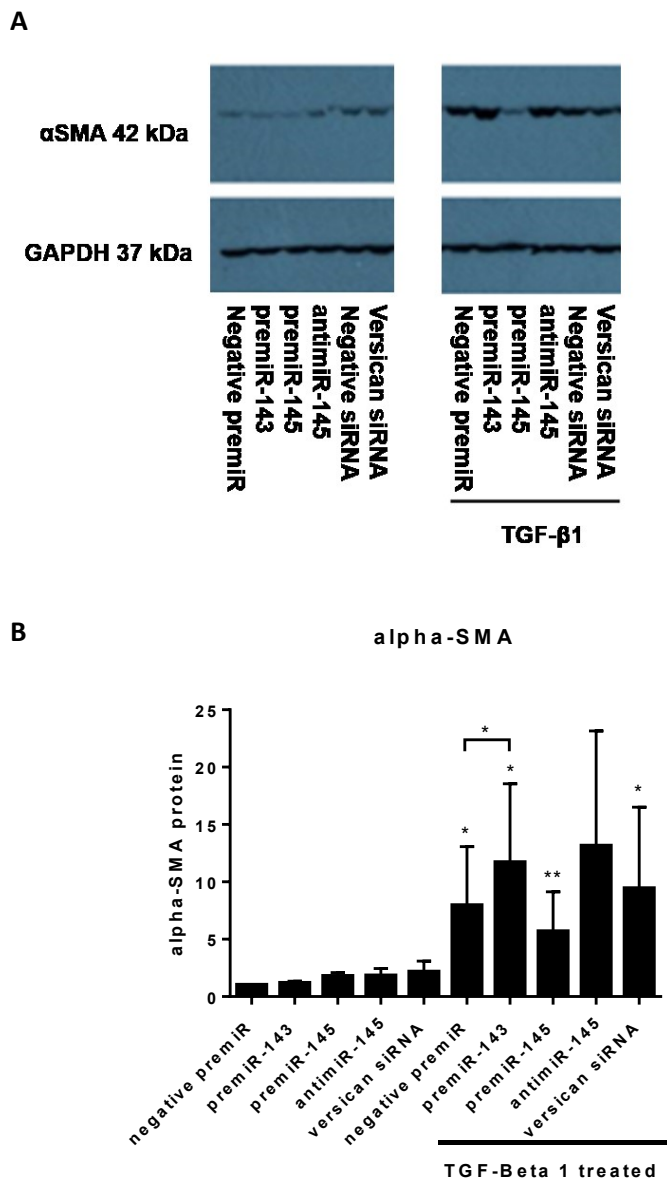 A
αSMA 42 kDa
GAPDH 37 kDa
Negative premiR
premiR-143
premiR-145
antimiR-145
Negative siRNA
Versican siRNA
Negative premiR
premiR-143
premiR-145
antimiR-145
Negative siRNA
Versican siRNA
TGF-β1
B
alpha-SMA
alpha-SMA protein
25
20
15
10
5
0
*
*
*
**
*
negative premiR
premiR-143
premiR-145
antimiR-145
versican siRNA
negative premiR
premiR-143
premiR-145
antimiR-145
versican siRNA
TGF-Beta 1 treated